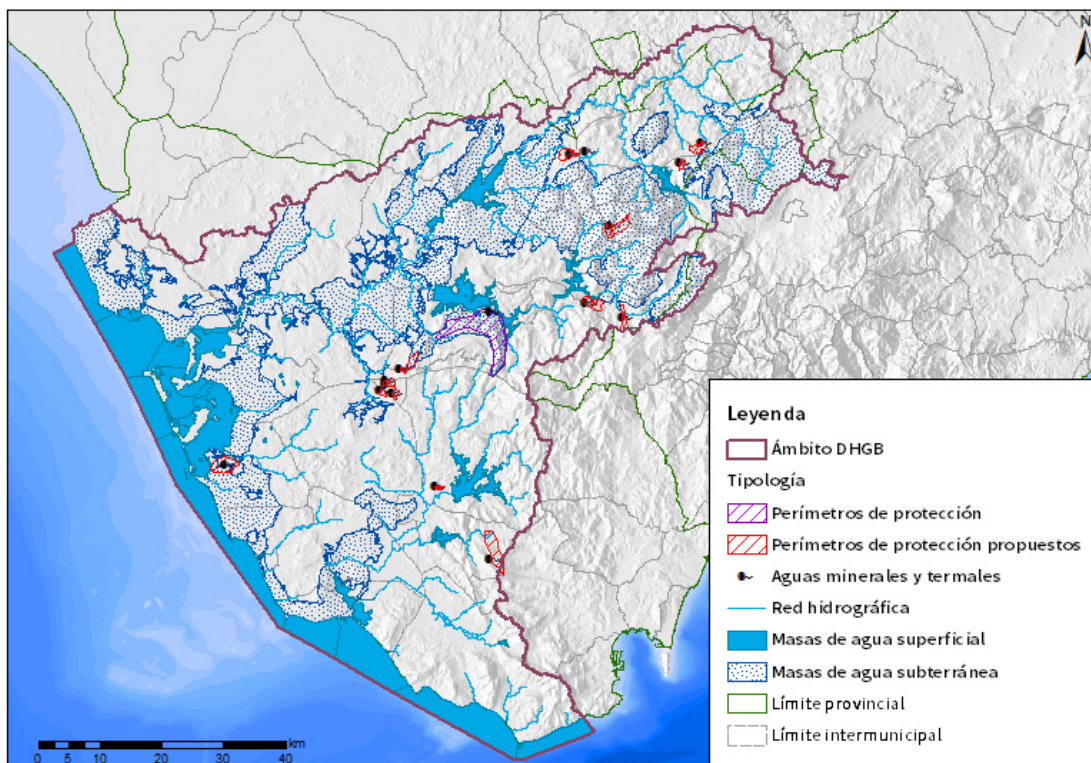 N
Leyenda
Ámbito DHGB
Tipología
Perímetros de protección
Perímetros de protección propuestos
Aguas minerales y termales
Red hidrográfica
Masas de agua superficial
Masas de agua subterránea
Límite provincial
Límite intermunicipal
km
0 5 10 20 30 40